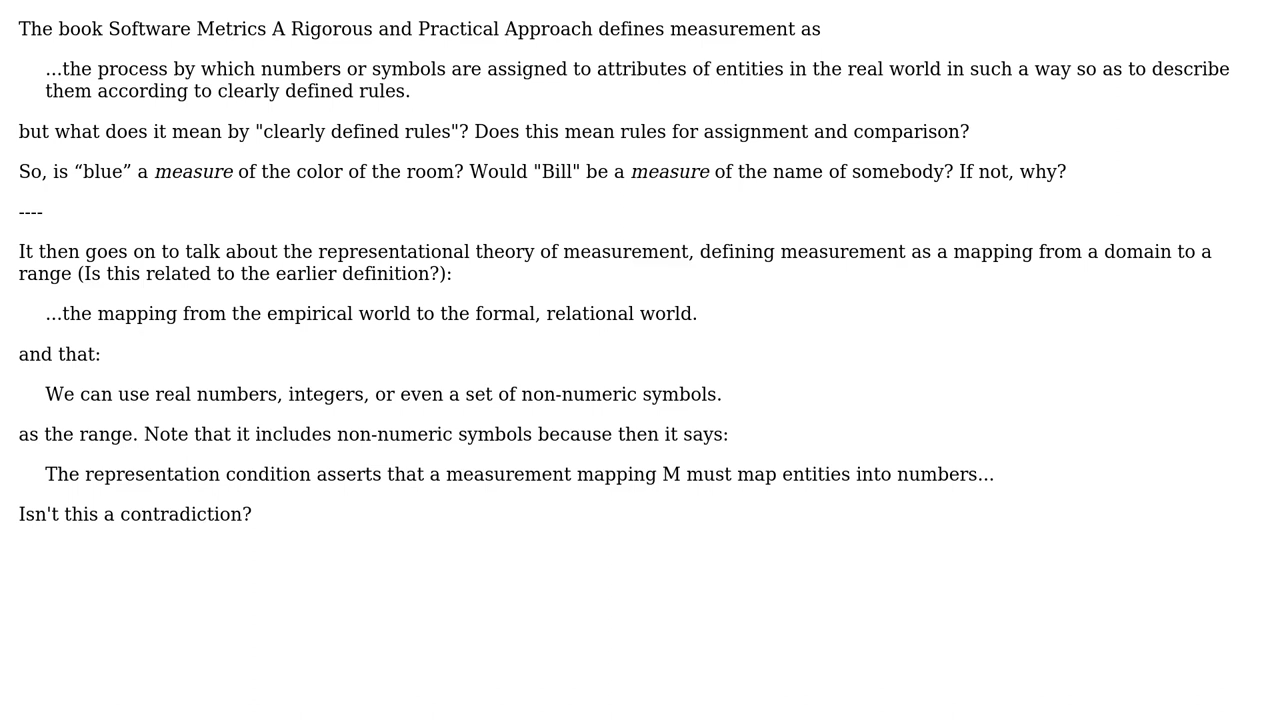 The book Software Metrics A Rigorous and Practical Approach defines measurement as
...the process by which numbers or symbols are assigned to attributes of entities in the real world in such a way so as to describe
them according to clearly defined rules.
but what does it mean by "clearly defined rules"? Does this mean rules for assignment and comparison?
So, is “blue” a measure of the color of the room? Would "Bill" be a measure of the name of somebody? If not, why?
----
It then goes on to talk about the representational theory of measurement, defining measurement as a mapping from a domain to a
range (Is this related to the earlier definition?):
...the mapping from the empirical world to the formal, relational world.
and that:
We can use real numbers, integers, or even a set of non-numeric symbols.
as the range. Note that it includes non-numeric symbols because then it says:
The representation condition asserts that a measurement mapping M must map entities into numbers...
Isn't this a contradiction?